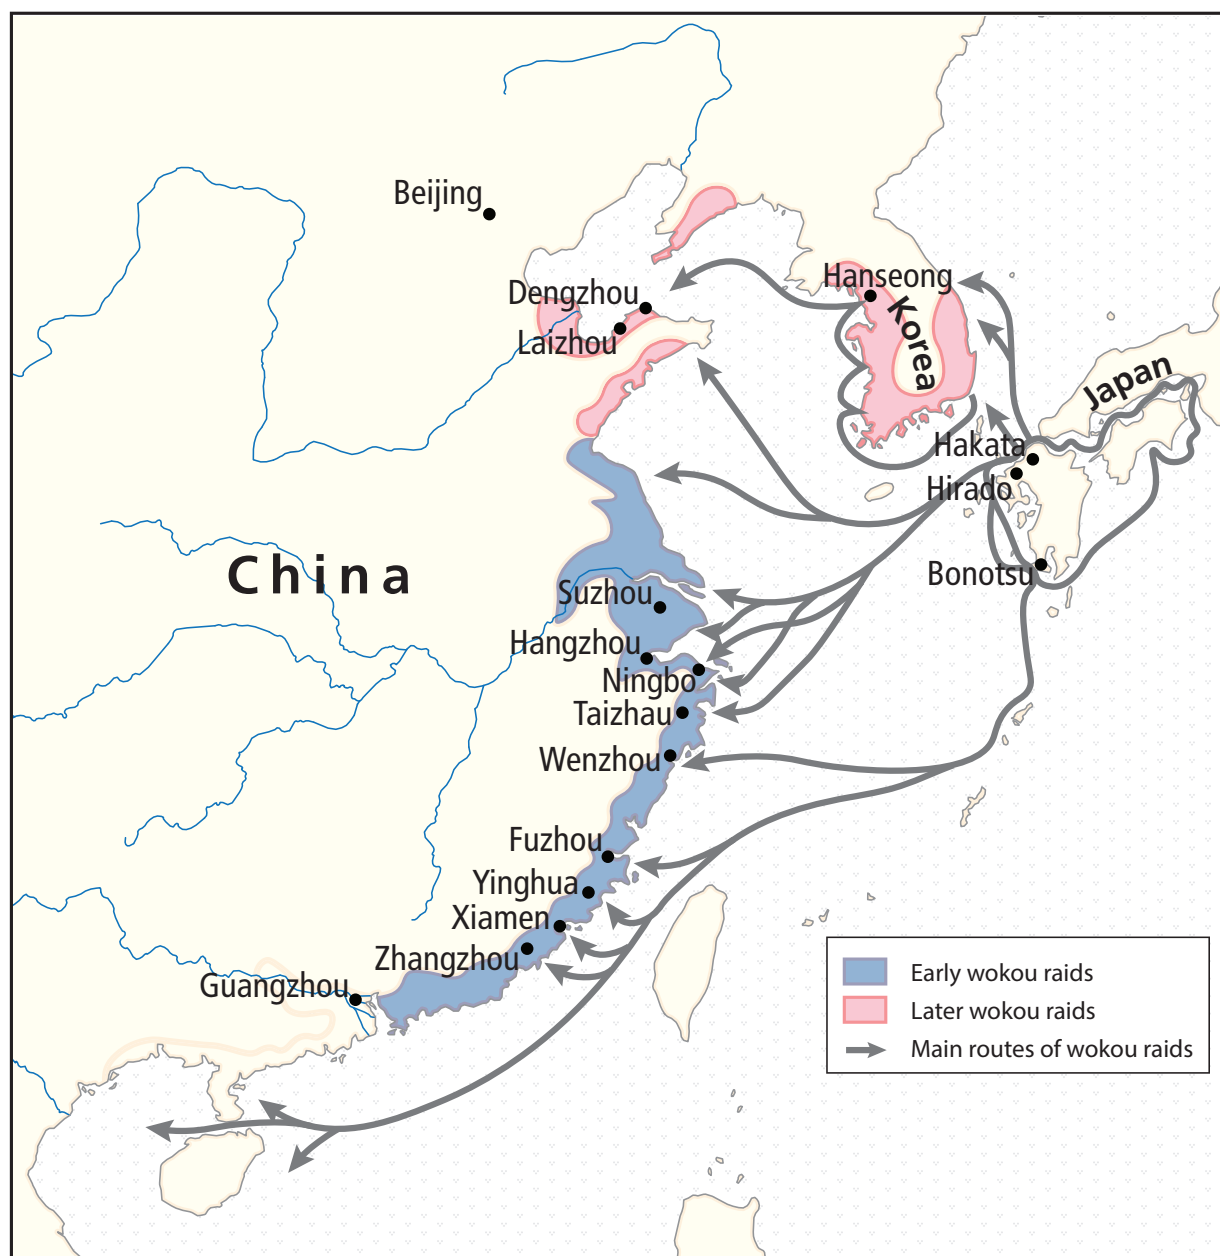 Beijing
Hanseong
Dengzhou
Laizhou
Korea
Japan
Hakata
Hirado
China
Bonotsu
Suzhou
Hangzhou
Ningbo
Taizhau
Wenzhou
Fuzhou
Yinghua
Xiamen
Zhangzhou
Guangzhou
Early wokou raids
Later wokou raids
Main routes of wokou raids